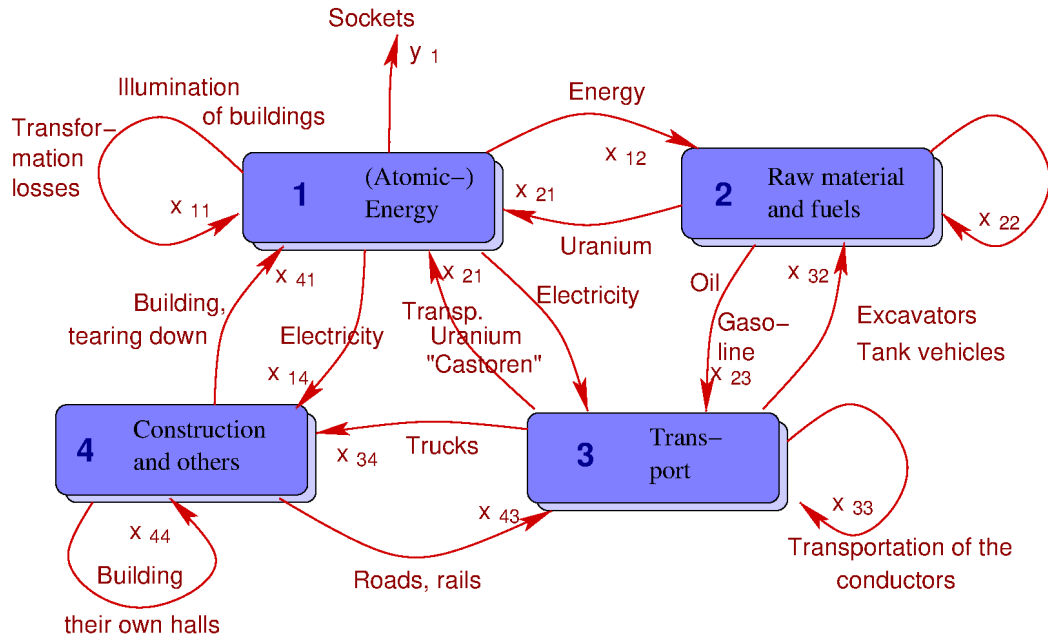 Sockets
y 1
Illumination
of buildings
Transfor–
mation
losses
x 11
Energy
x 12
1
(Atomic–)
Energy
2
Raw material
and fuels
x 21
Uranium
x 22
x 41
Building,
tearing down
Electricity
x 14
x 21
Transp.
Uranium
"Castoren"
Electricity
Oil
Gaso–
line
x 23
x 32
Excavators
Tank vehicles
4
Construction
and others
x 34
Trucks
3
Trans–
port
x 43
x 33
Transportation of the
conductors
x 44
Building
their own halls
Roads, rails